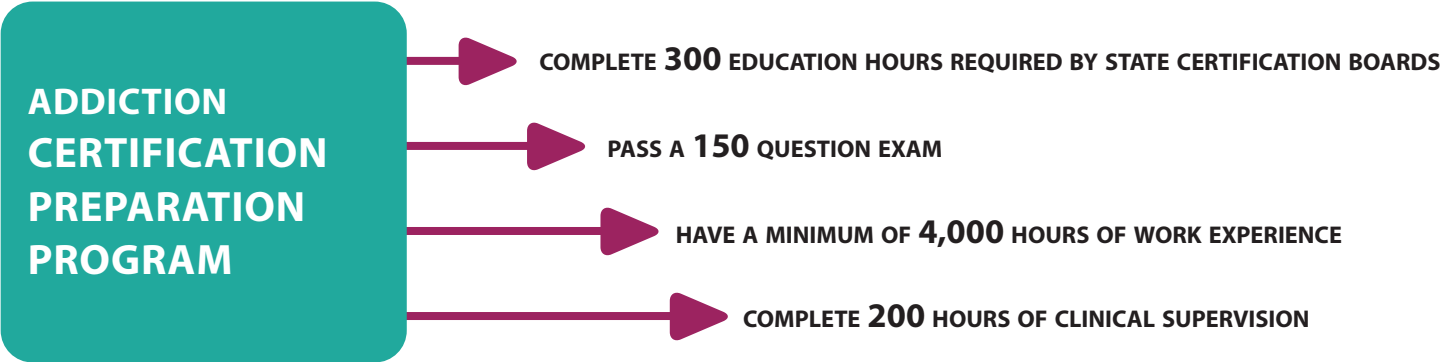 ADDICTION
CERTIFICATION
PREPARATION
PROGRAM
COMPLETE 300 EDUCATION HOURS REQUIRED BY STATE CERTIFICATION BOARDS
PASS A 150 QUESTION EXAM
HAVE A MINIMUM OF 4,000 HOURS OF WORK EXPERIENCE
COMPLETE 200 HOURS OF CLINICAL SUPERVISION